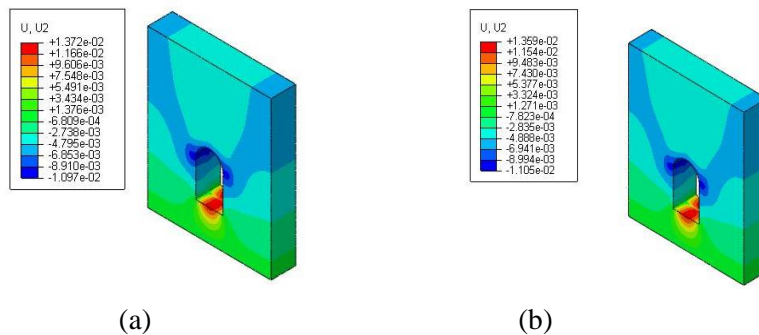 U, U2
+1.372e-02
+1.166e-02
+9.606e-03
+7.548e-03
+5.491e-03
+3.434e-03
+1.376e-03
-6.809e-04
-2.738e-03
-4.795e-03
-6.853e-03
-8.910e-03
-1.097e-02
U, U2
+1.359e-02
+1.154e-02
+9.483e-03
+7.430e-03
+5.377e-03
+3.324e-03
+1.271e-03
-7.823e-04
-2.835e-03
-4.888e-03
-6.941e-03
-8.994e-03
-1.105e-02
(a)
(b)